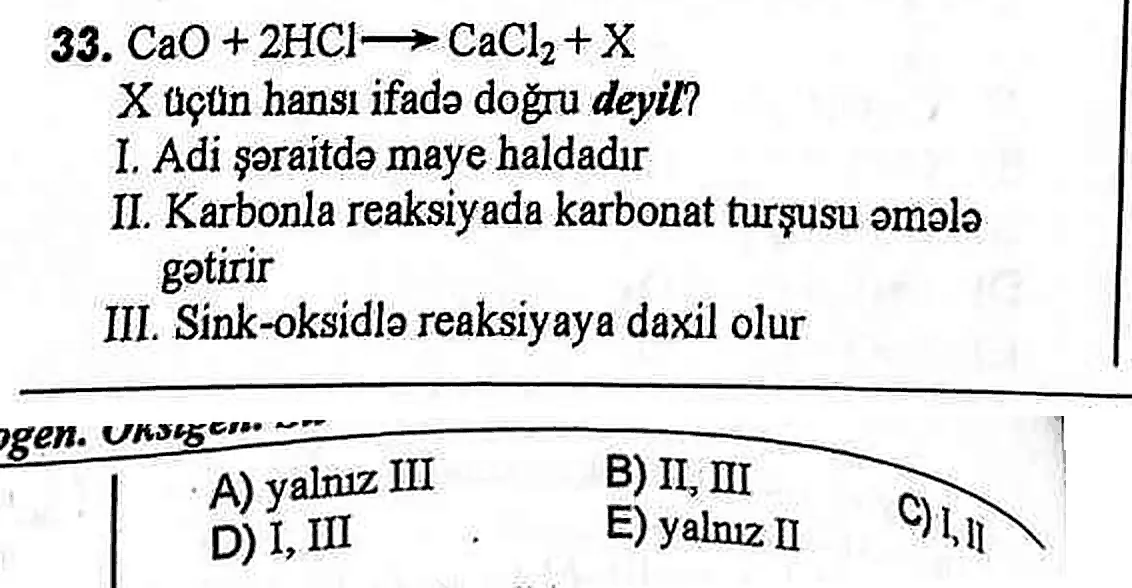 33. CaO + 2HCl⟶ CaCl₂ + X
X üçün hansı ifadə doğru deyil?
I. Adi şəraitdə maye haldadır
II. Karbonla reaksiyada karbonat turşusu əmələ
gətirir
III. Sink-oksidlə reaksiyaya daxil olur
A) yalnız III
B) II, III
C) I, II
D) I, III
E) yalnız II